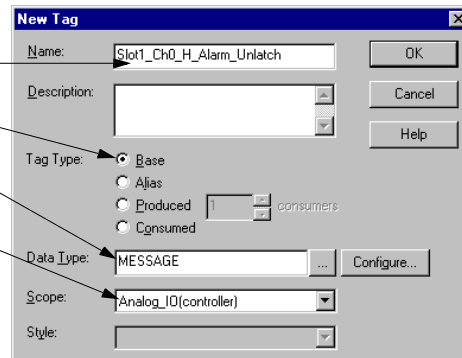 New Tag
Name: Slot1_Ch0_H_Alarm_Unlatch OK
Description: Cancel
Help
Tag Type: Base
Alias
Produced 1 consumers
Consumed
Data Type: MESSAGE ... Configure...
Scope: Analog_IO(controller)
Style: